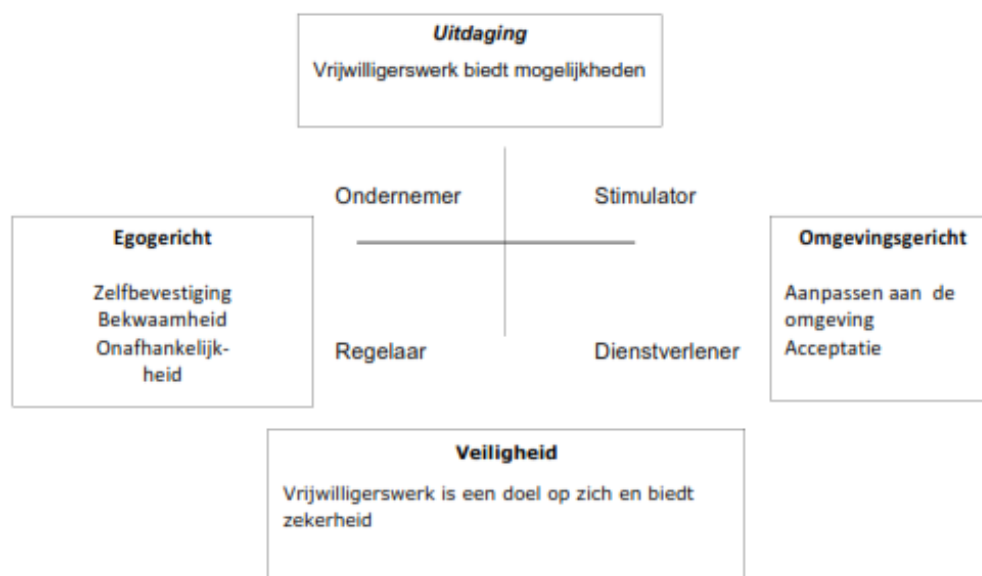 Uitdaging
Vrijwilligerswerk biedt mogelijkheden
Ondernemer
Stimulator
Egogericht
Zelfbevestiging
Bekwaamheid
Onafhankelijk-
heid
Omgevingsgericht
Aanpassen aan de
omgeving
Acceptatie
Regelaar
Dienstverlener
Veiligheid
Vrijwilligerswerk is een doel op zich en biedt
zekerheid